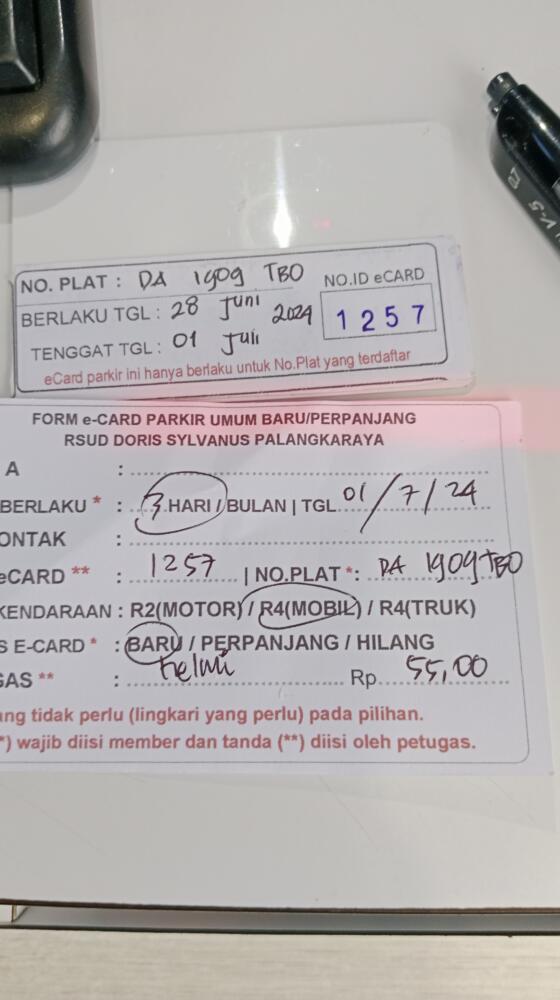 NO. PLAT : DA 1909 TBO
NO.ID eCARD
BERLAKU TGL : 28 Juni 2024
1257
TENGGAT TGL : 01 Juli
eCard parkir ini hanya berlaku untuk No.Plat yang terdaftar
FORM e-CARD PARKIR UMUM BARU/PERPANJANG
RSUD DORIS SYLVANUS PALANGKARAYA
A :
BERLAKU * : 3 HARI / BULAN | TGL 01/7/24
ONTAK :
eCARD ** : 1257 | NO.PLAT *: DA 1909 TBO
KENDARAAN : R2(MOTOR) / R4(MOBIL) / R4(TRUK)
S E-CARD * : BARU / PERPANJANG / HILANG
GAS ** : Rp 55,00
ng tidak perlu (lingkari yang perlu) pada pilihan.
*) wajib diisi member dan tanda (**) diisi oleh petugas.